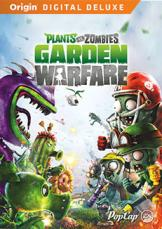 Origin DIGITAL DELUXE
PLANTS VS. ZOMBIES
GARDEN
WARFARE
PopCap
EA